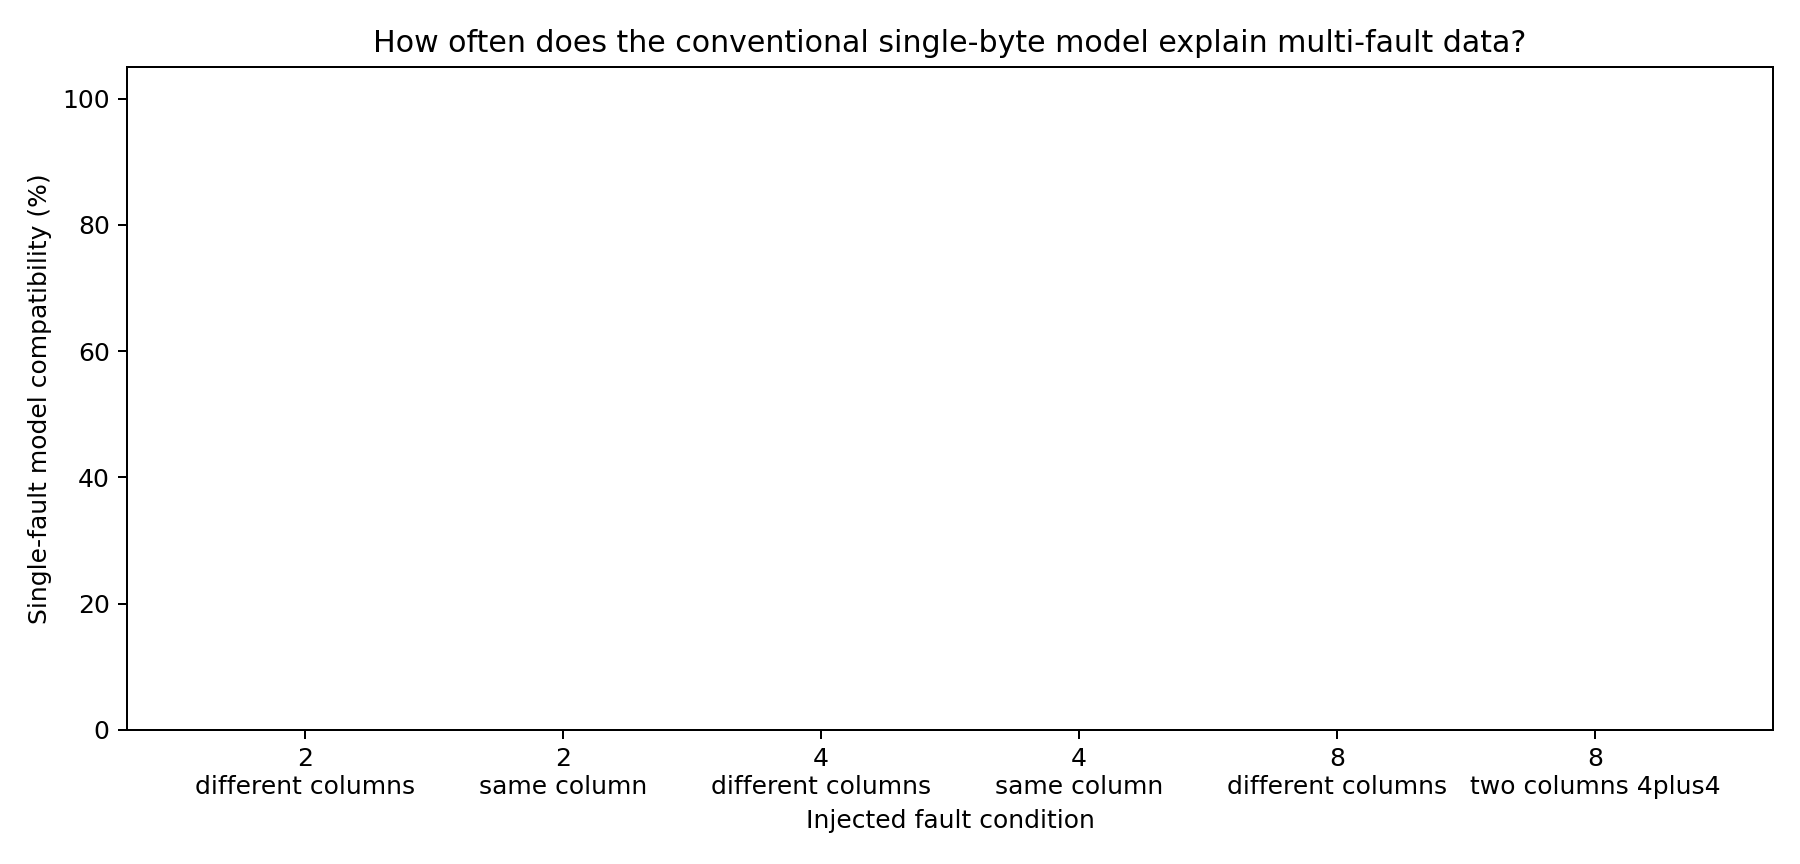 How often does the conventional single-byte model explain multi-fault data?
Single-fault model compatibility (%)
100
80
60
40
20
0
2
different columns
2
same column
4
different columns
4
same column
8
different columns
8
two columns 4plus4
Injected fault condition